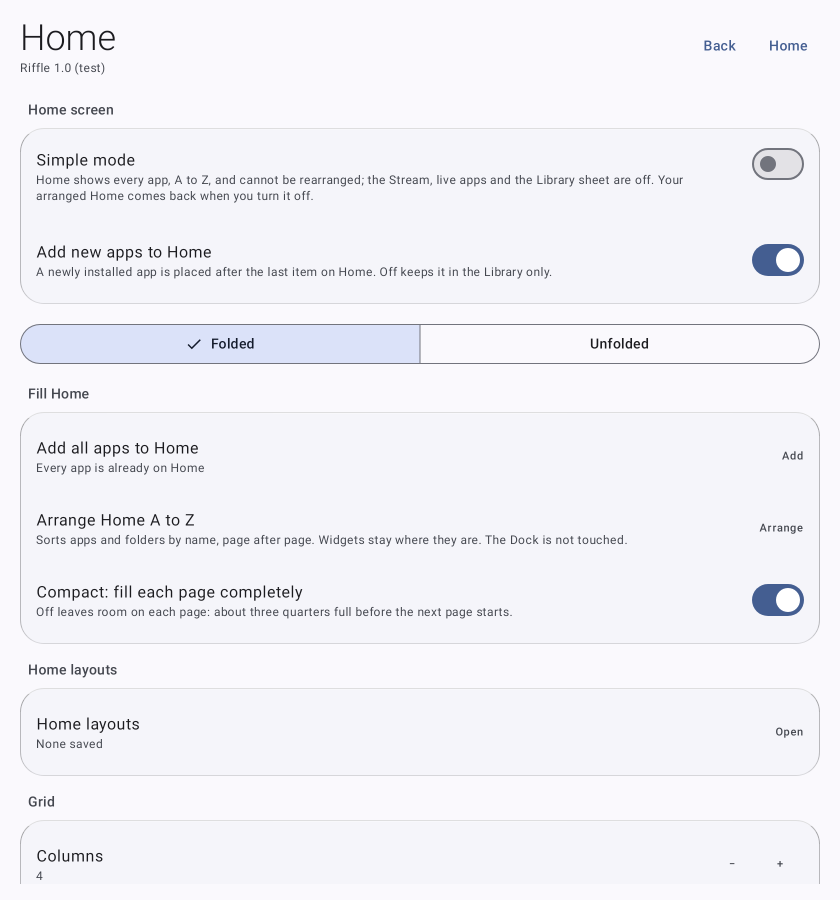 Home
Riffle 1.0 (test)
Back
Home
Home screen
Simple mode
Home shows every app, A to Z, and cannot be rearranged; the Stream, live apps and the Library sheet are off. Your
arranged Home comes back when you turn it off.
Add new apps to Home
A newly installed app is placed after the last item on Home. Off keeps it in the Library only.
Folded
Unfolded
Fill Home
Add all apps to Home
Every app is already on Home
Add
Arrange Home A to Z
Sorts apps and folders by name, page after page. Widgets stay where they are. The Dock is not touched.
Arrange
Compact: fill each page completely
Off leaves room on each page: about three quarters full before the next page starts.
Home layouts
Home layouts
None saved
Open
Grid
Columns
4
− +